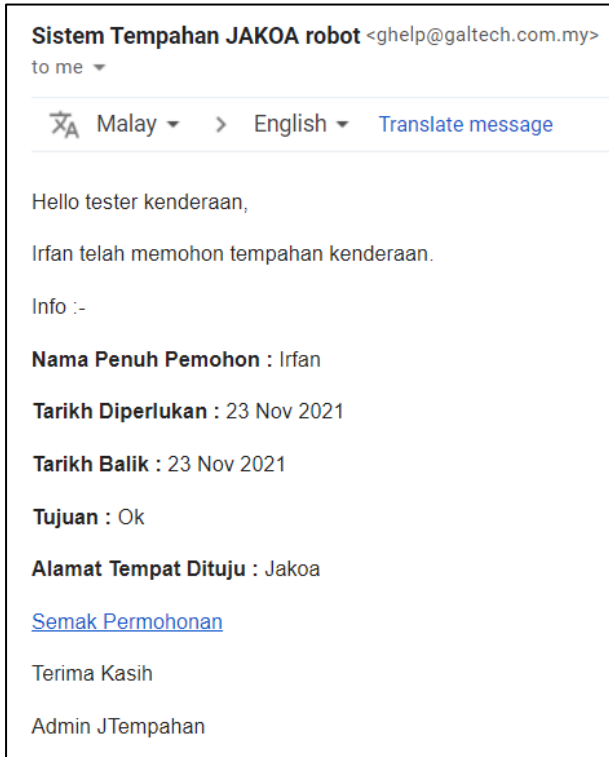 Sistem Tempahan JAKOA robot <ghelp@galtech.com.my>
to me
Malay > English Translate message
Hello tester kenderaan,
Irfan telah memohon tempahan kenderaan.
Info :-
Nama Penuh Pemohon : Irfan
Tarikh Diperlukan : 23 Nov 2021
Tarikh Balik : 23 Nov 2021
Tujuan : Ok
Alamat Tempat Dituju : Jakoa
Semak Permohonan
Terima Kasih
Admin JTempahan